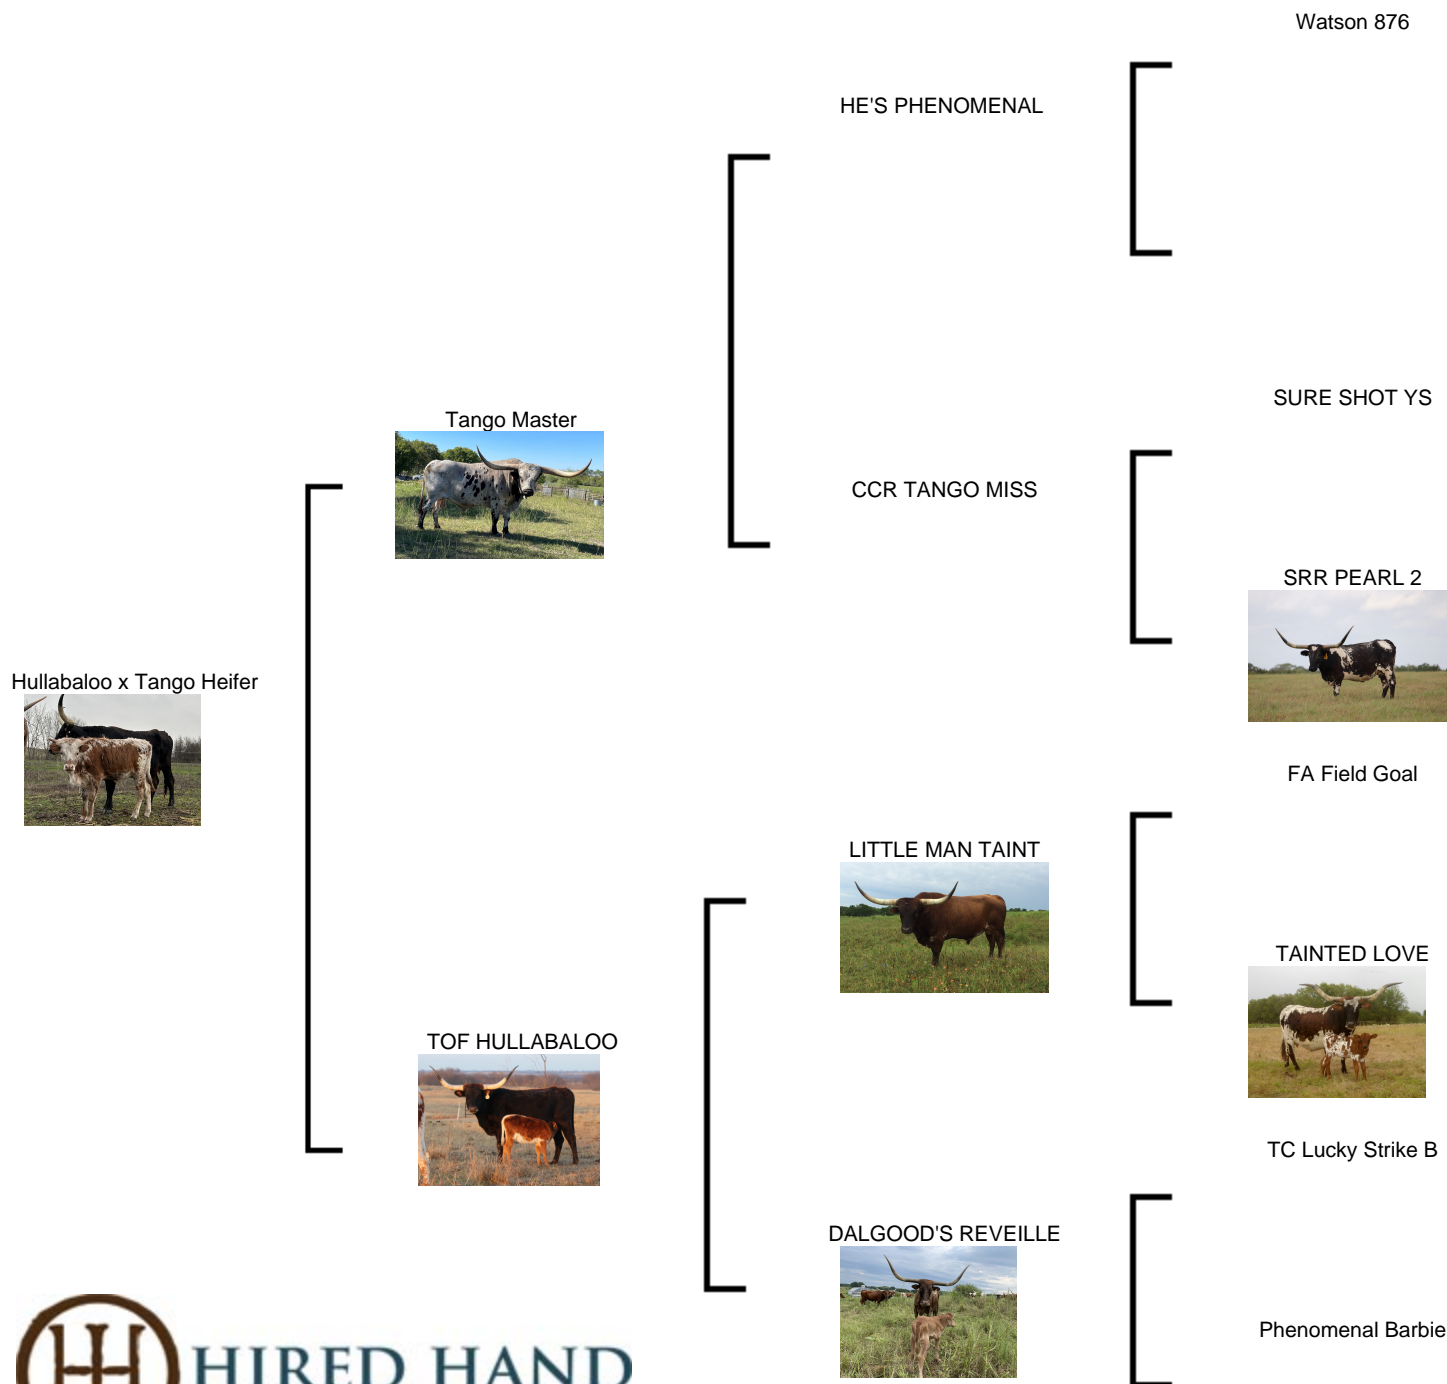 Watson 876
HE'S PHENOMENAL
SURE SHOT YS
Tango Master
CCR TANGO MISS
SRR PEARL 2
Hullabaloo x Tango Heifer
FA Field Goal
LITTLE MAN TAINT
TAINTED LOVE
TOF HULLABALOO
TC Lucky Strike B
DALGOOD'S REVEILLE
Phenomenal Barbie
HIRED HAND